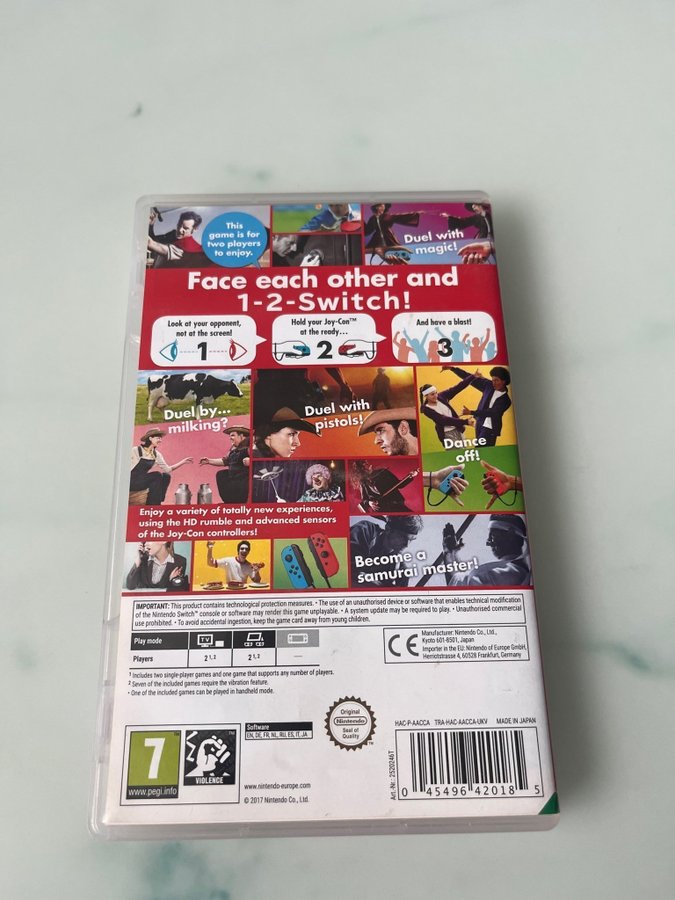 This
game is for
two players
to enjoy.
Duel with
magic!
Face each other and
1-2-Switch!
Look at your opponent,
not at the screen!
1
Hold your Joy-Con™
at the ready...
2
And have a blast!
3
Duel by...
milking?
Duel with
pistols!
Dance
off!
Enjoy a variety of totally new experiences,
using the HD rumble and advanced sensors
of the Joy-Con controllers!
Become a
samurai master!
IMPORTANT: This product contains technological protection measures. • The use of an unauthorised device or software that enables technical modification
of the Nintendo Switch™ console or software may render this game unplayable. • A system update may be required to play. • Unauthorised commercial
use prohibited. • To avoid accidental ingestion, keep the game card away from young children.
Play mode
TV
Players
2 1, 2
2 1, 2
—
CE
Manufacturer: Nintendo Co., Ltd.,
Kyoto 601-8501, Japan
Importer in the EU: Nintendo of Europe GmbH,
Herriotstrasse 4, 60528 Frankfurt, Germany
1 Includes two single-player games and one game that supports any number of players.
2 Seven of the included games require the vibration feature.
• One of the included games can be played in handheld mode.
7
www.pegi.info
VIOLENCE
™
Software
EN, DE, FR, NL, RU, ES, IT, JA
www.nintendo-europe.com
© 2017 Nintendo Co., Ltd.
Original
Nintendo
Seal of
Quality
™
HAC-P-AACCA TRA-HAC-AACCA-UKV MADE IN JAPAN
Art.-Nr. 2520246T
0 45496 42018 5